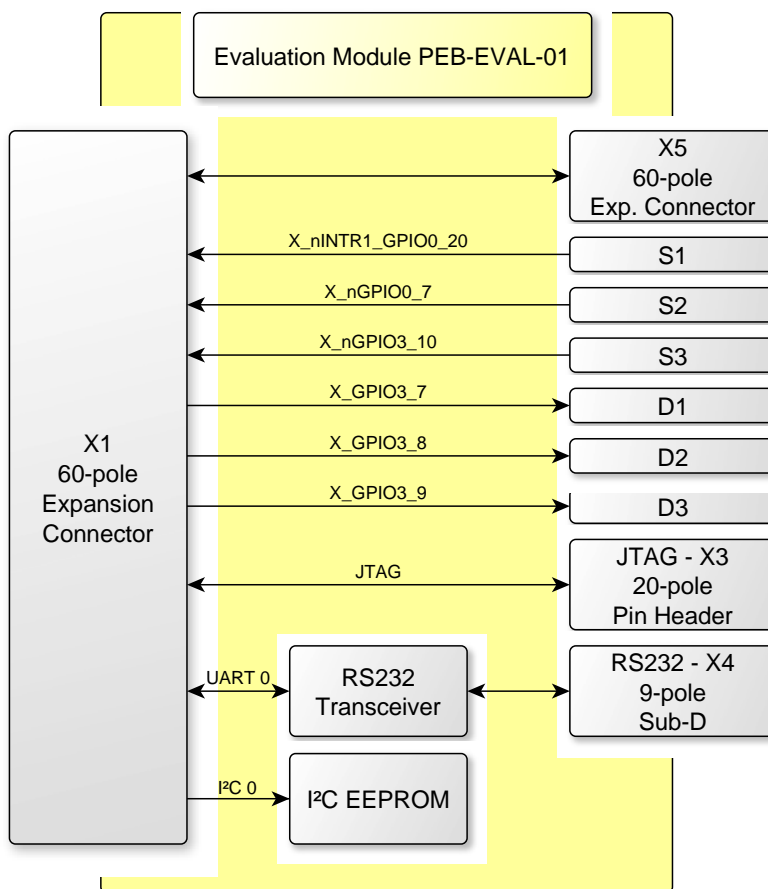 Evaluation Module PEB-EVAL-01
X1
60-pole
Expansion
Connector
X5
60-pole
Exp. Connector
X_nINTR1_GPIO0_20
S1
X_nGPIO0_7
S2
X_nGPIO3_10
S3
X_GPIO3_7
D1
X_GPIO3_8
D2
X_GPIO3_9
D3
JTAG
JTAG - X3
20-pole
Pin Header
UART 0
RS232
Transceiver
RS232 - X4
9-pole
Sub-D
I²C 0
I²C EEPROM